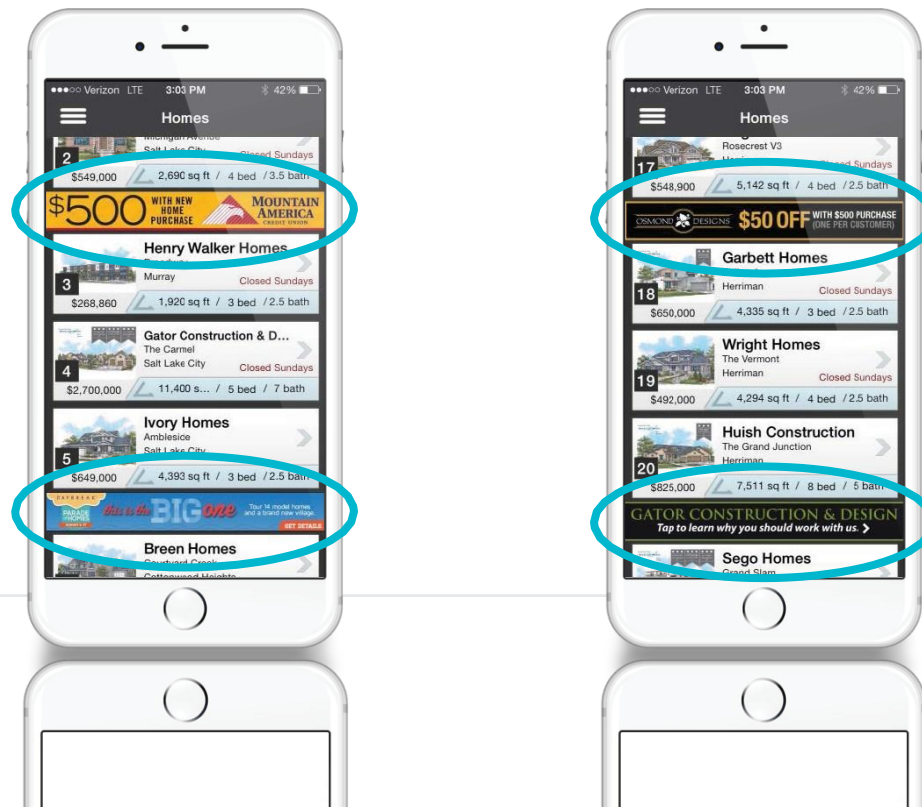 Verizon LTE 3:03 PM 42%
Homes
Michigan Avenue
Salt Lake City
Closed Sundays
2
$549,000 2,690 sq ft / 4 bed / 3.5 bath
$500 WITH NEW HOME PURCHASE MOUNTAIN AMERICA CREDIT UNION
Henry Walker Homes
Murray
Closed Sundays
3
$268,860 1,920 sq ft / 3 bed / 2.5 bath
Gator Construction & D...
The Carmel
Salt Lake City
Closed Sundays
4
$2,700,000 11,400 s... / 5 bed / 7 bath
Ivory Homes
Amblesice
Salt Lake City
5
$649,000 4,393 sq ft / 3 bed / 2.5 bath
DAYBREAK PARADE OF HOMES this is the BIG one Tour 14 model homes and a brand new village.
GET DETAILS
Breen Homes
Courtyard Creek
Cottonwood Heights
Verizon LTE 3:03 PM 42%
Homes
Rosecrest V3
Closed Sundays
17
$548,900 5,142 sq ft / 4 bed / 2.5 bath
OSMOND DESIGNS $50 OFF WITH $500 PURCHASE (ONE PER CUSTOMER)
Garbett Homes
Herriman
Closed Sundays
18
$650,000 4,335 sq ft / 3 bed / 2.5 bath
Wright Homes
The Vermont
Herriman
Closed Sundays
19
$492,000 4,294 sq ft / 4 bed / 2.5 bath
Huish Construction
The Grand Junction
Herriman
20
$825,000 7,511 sq ft / 8 bed / 5 bath
GATOR CONSTRUCTION & DESIGN
Tap to learn why you should work with us.
Sego Homes
Grand Slam